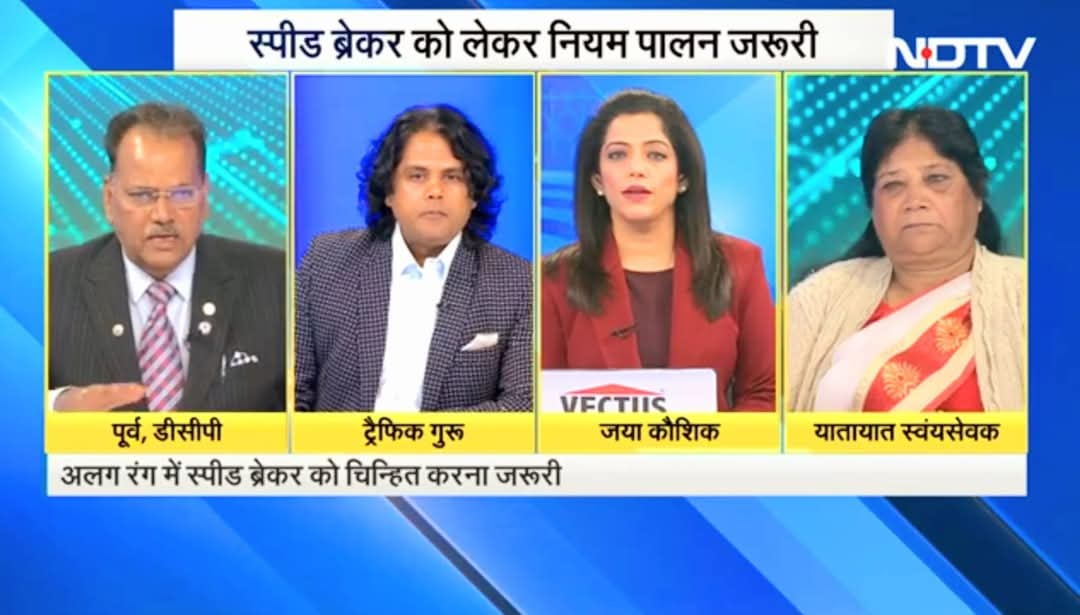 स्पीड ब्रेकर को लेकर नियम पालन जरूरी
NDTV
VECTUS
पूर्व, डीसीपी
ट्रैफिक गुरू
जया कौशिक
यातायात स्वंयसेवक
अलग रंग में स्पीड ब्रेकर को चिन्हित करना जरूरी